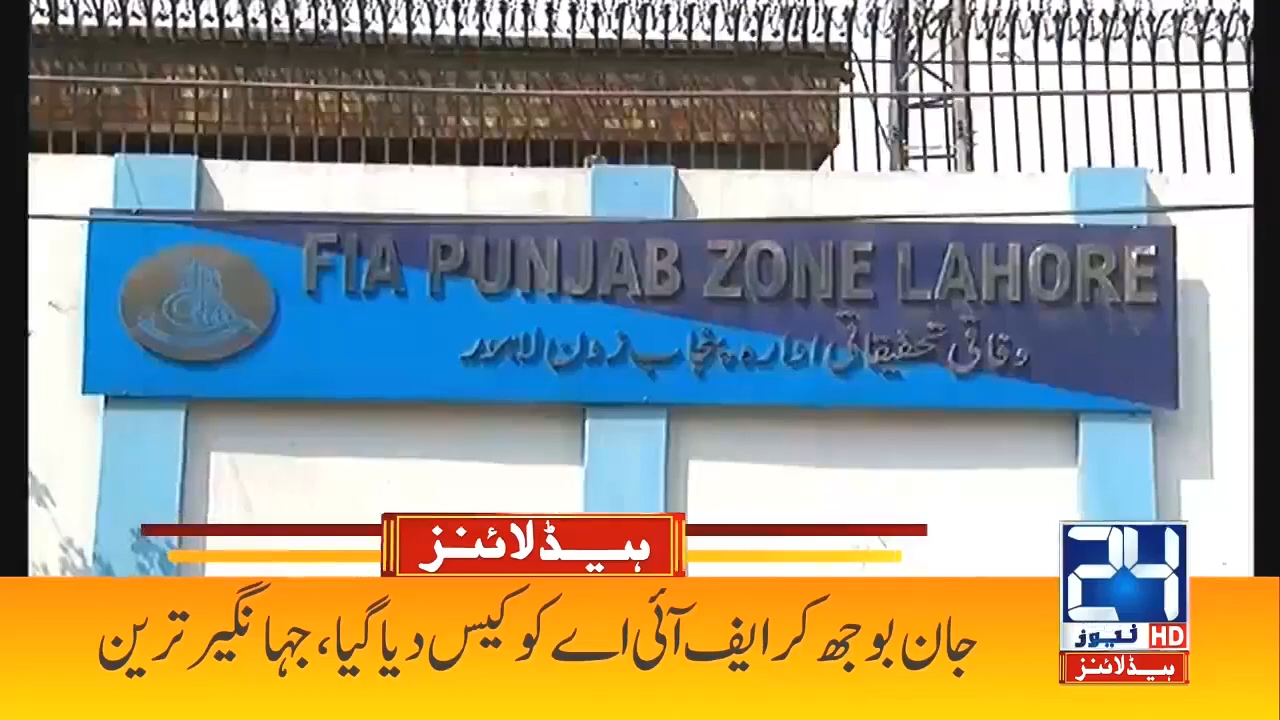 FIA PUNJAB ZONE LAHORE
وفاقی تحقیقاتی ادارہ پنجاب زون لاہور
ہیڈلائنز
جان بوجھ کر ایف آئی اے کو کیس دیا گیا، جہانگیر ترین
24
نیوز HD
ہیڈلائنز